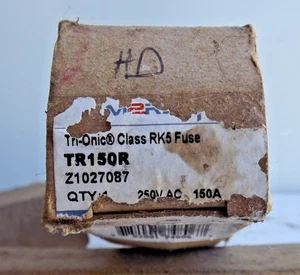 HD
Tri-Onic® Class RK5 Fuse
TR150R
Z1027087
QTY:1 250V AC 150A